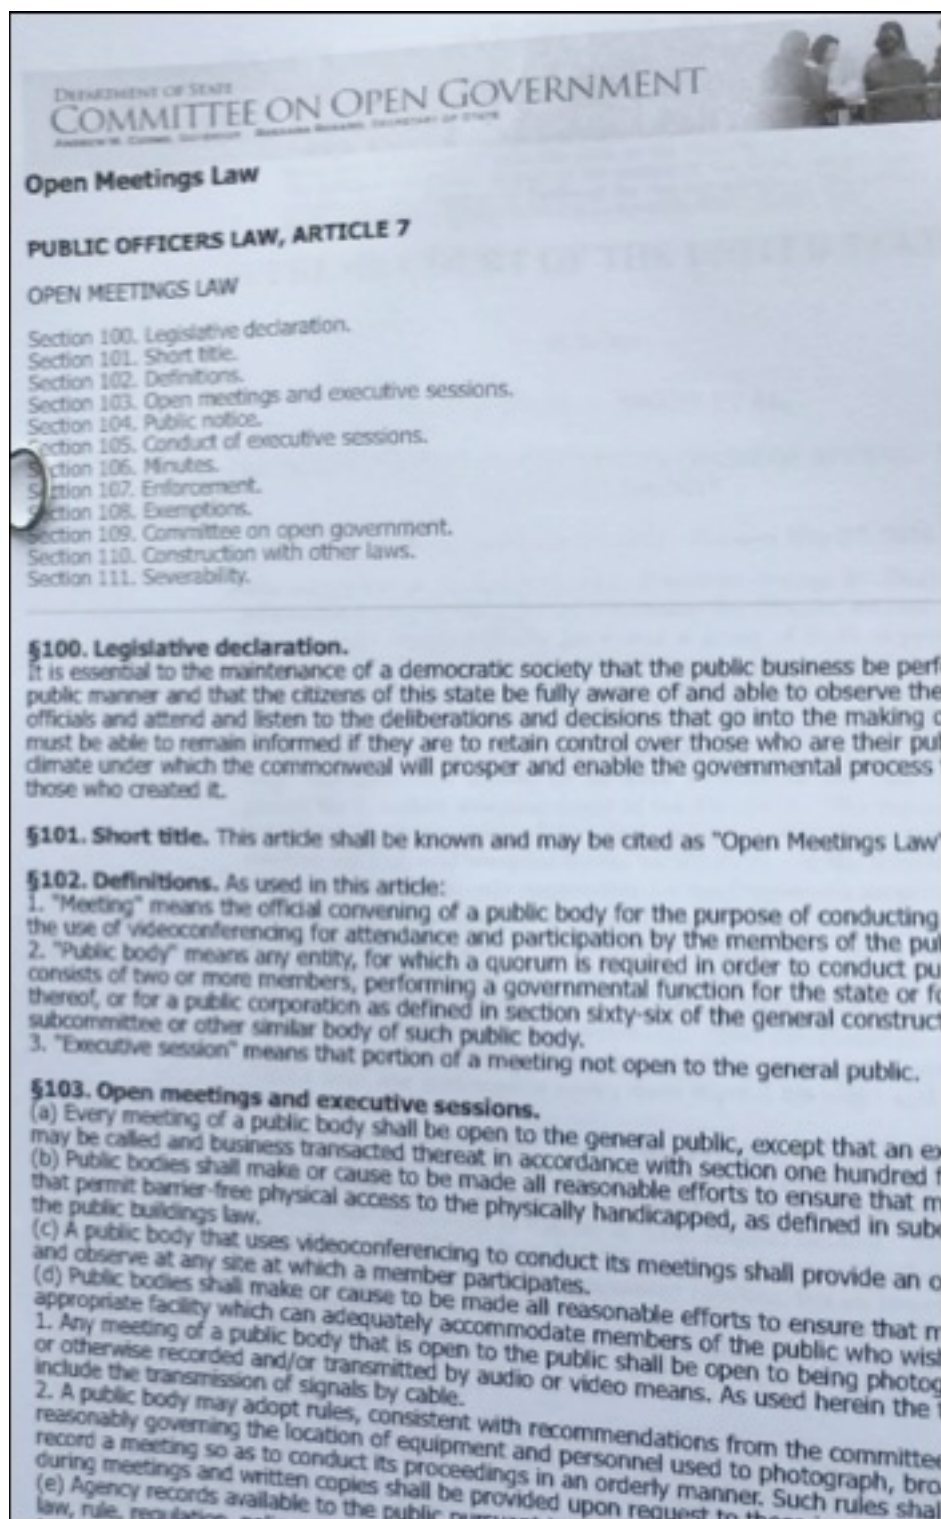 DEPARTMENT OF STATE
COMMITTEE ON OPEN GOVERNMENT
ANDREW M. CUOMO, GOVERNOR ROSSANA ROSADO, SECRETARY OF STATE
Open Meetings Law
PUBLIC OFFICERS LAW, ARTICLE 7
OPEN MEETINGS LAW
Section 100. Legislative declaration.
Section 101. Short title.
Section 102. Definitions.
Section 103. Open meetings and executive sessions.
Section 104. Public notice.
Section 105. Conduct of executive sessions.
Section 106. Minutes.
Section 107. Enforcement.
Section 108. Exemptions.
Section 109. Committee on open government.
Section 110. Construction with other laws.
Section 111. Severability.
§100. Legislative declaration.
It is essential to the maintenance of a democratic society that the public business be perf
public manner and that the citizens of this state be fully aware of and able to observe the
officials and attend and listen to the deliberations and decisions that go into the making
must be able to remain informed if they are to retain control over those who are their pu
climate under which the commonweal will prosper and enable the governmental process
those who created it.
§101. Short title. This article shall be known and may be cited as "Open Meetings Law"
§102. Definitions. As used in this article:
1. "Meeting" means the official convening of a public body for the purpose of conducting
the use of videoconferencing for attendance and participation by the members of the pu
2. "Public body" means any entity, for which a quorum is required in order to conduct pu
consists of two or more members, performing a governmental function for the state or f
thereof, or for a public corporation as defined in section sixty-six of the general construct
subcommittee or other similar body of such public body.
3. "Executive session" means that portion of a meeting not open to the general public.
§103. Open meetings and executive sessions.
(a) Every meeting of a public body shall be open to the general public, except that an ex
may be called and business transacted thereat in accordance with section one hundred f
(b) Public bodies shall make or cause to be made all reasonable efforts to ensure that m
that permit barrier-free physical access to the physically handicapped, as defined in sub
the public buildings law.
(c) A public body that uses videoconferencing to conduct its meetings shall provide an o
and observe at any site at which a member participates.
(d) Public bodies shall make or cause to be made all reasonable efforts to ensure that m
appropriate facility which can adequately accommodate members of the public who wis
1. Any meeting of a public body that is open to the public shall be open to being photog
or otherwise recorded and/or transmitted by audio or video means. As used herein the
include the transmission of signals by cable.
2. A public body may adopt rules, consistent with recommendations from the committee
reasonably governing the location of equipment and personnel used to photograph, bro
record a meeting so as to conduct its proceedings in an orderly manner. Such rules shal
during meetings and written copies shall be provided upon request to
(e) Agency records available to the public
law, rule, regulation,